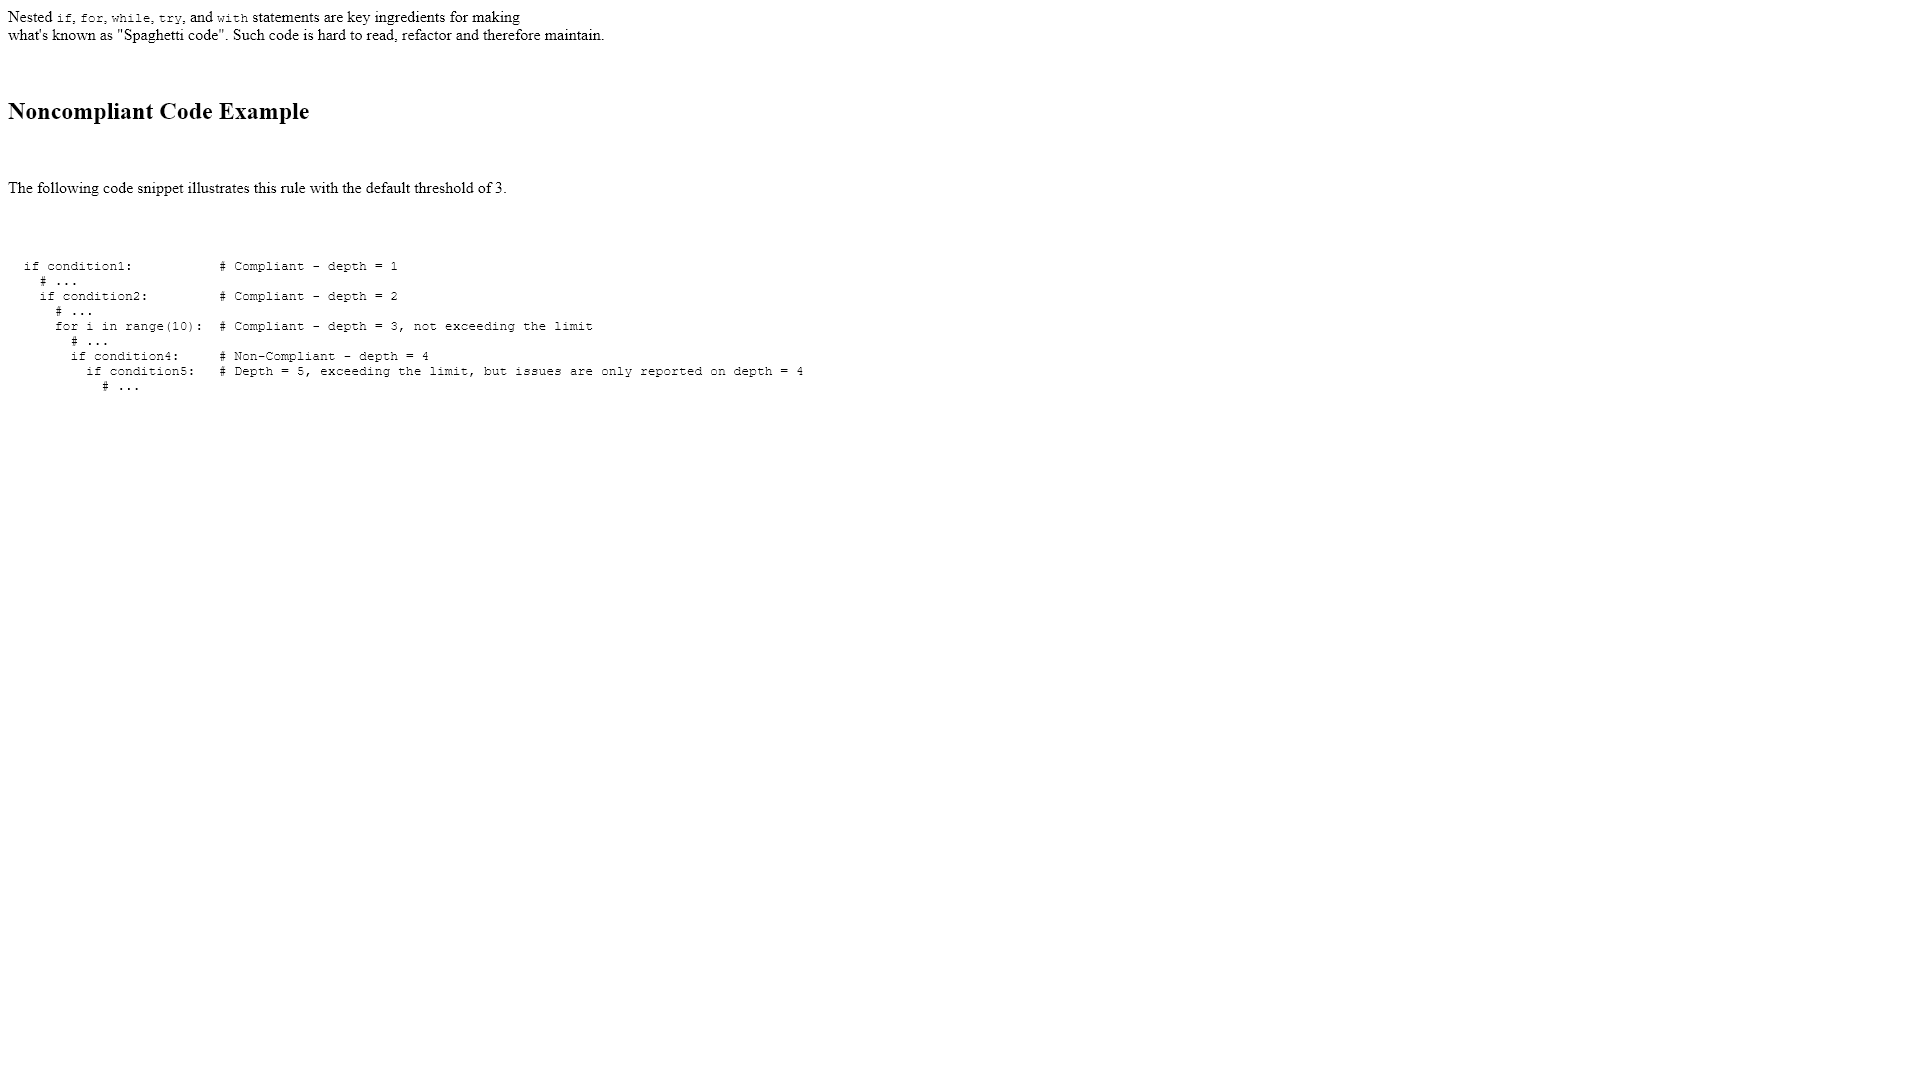 Nested if, for, while, try, and with statements are key ingredients for making
what's known as "Spaghetti code". Such code is hard to read, refactor and therefore maintain.
Noncompliant Code Example
The following code snippet illustrates this rule with the default threshold of 3.
  if condition1:           # Compliant - depth = 1
    # ...
    if condition2:         # Compliant - depth = 2
      # ...
      for i in range(10):  # Compliant - depth = 3, not exceeding the limit
        # ...
        if condition4:     # Non-Compliant - depth = 4
          if condition5:   # Depth = 5, exceeding the limit, but issues are only reported on depth = 4
            # ...